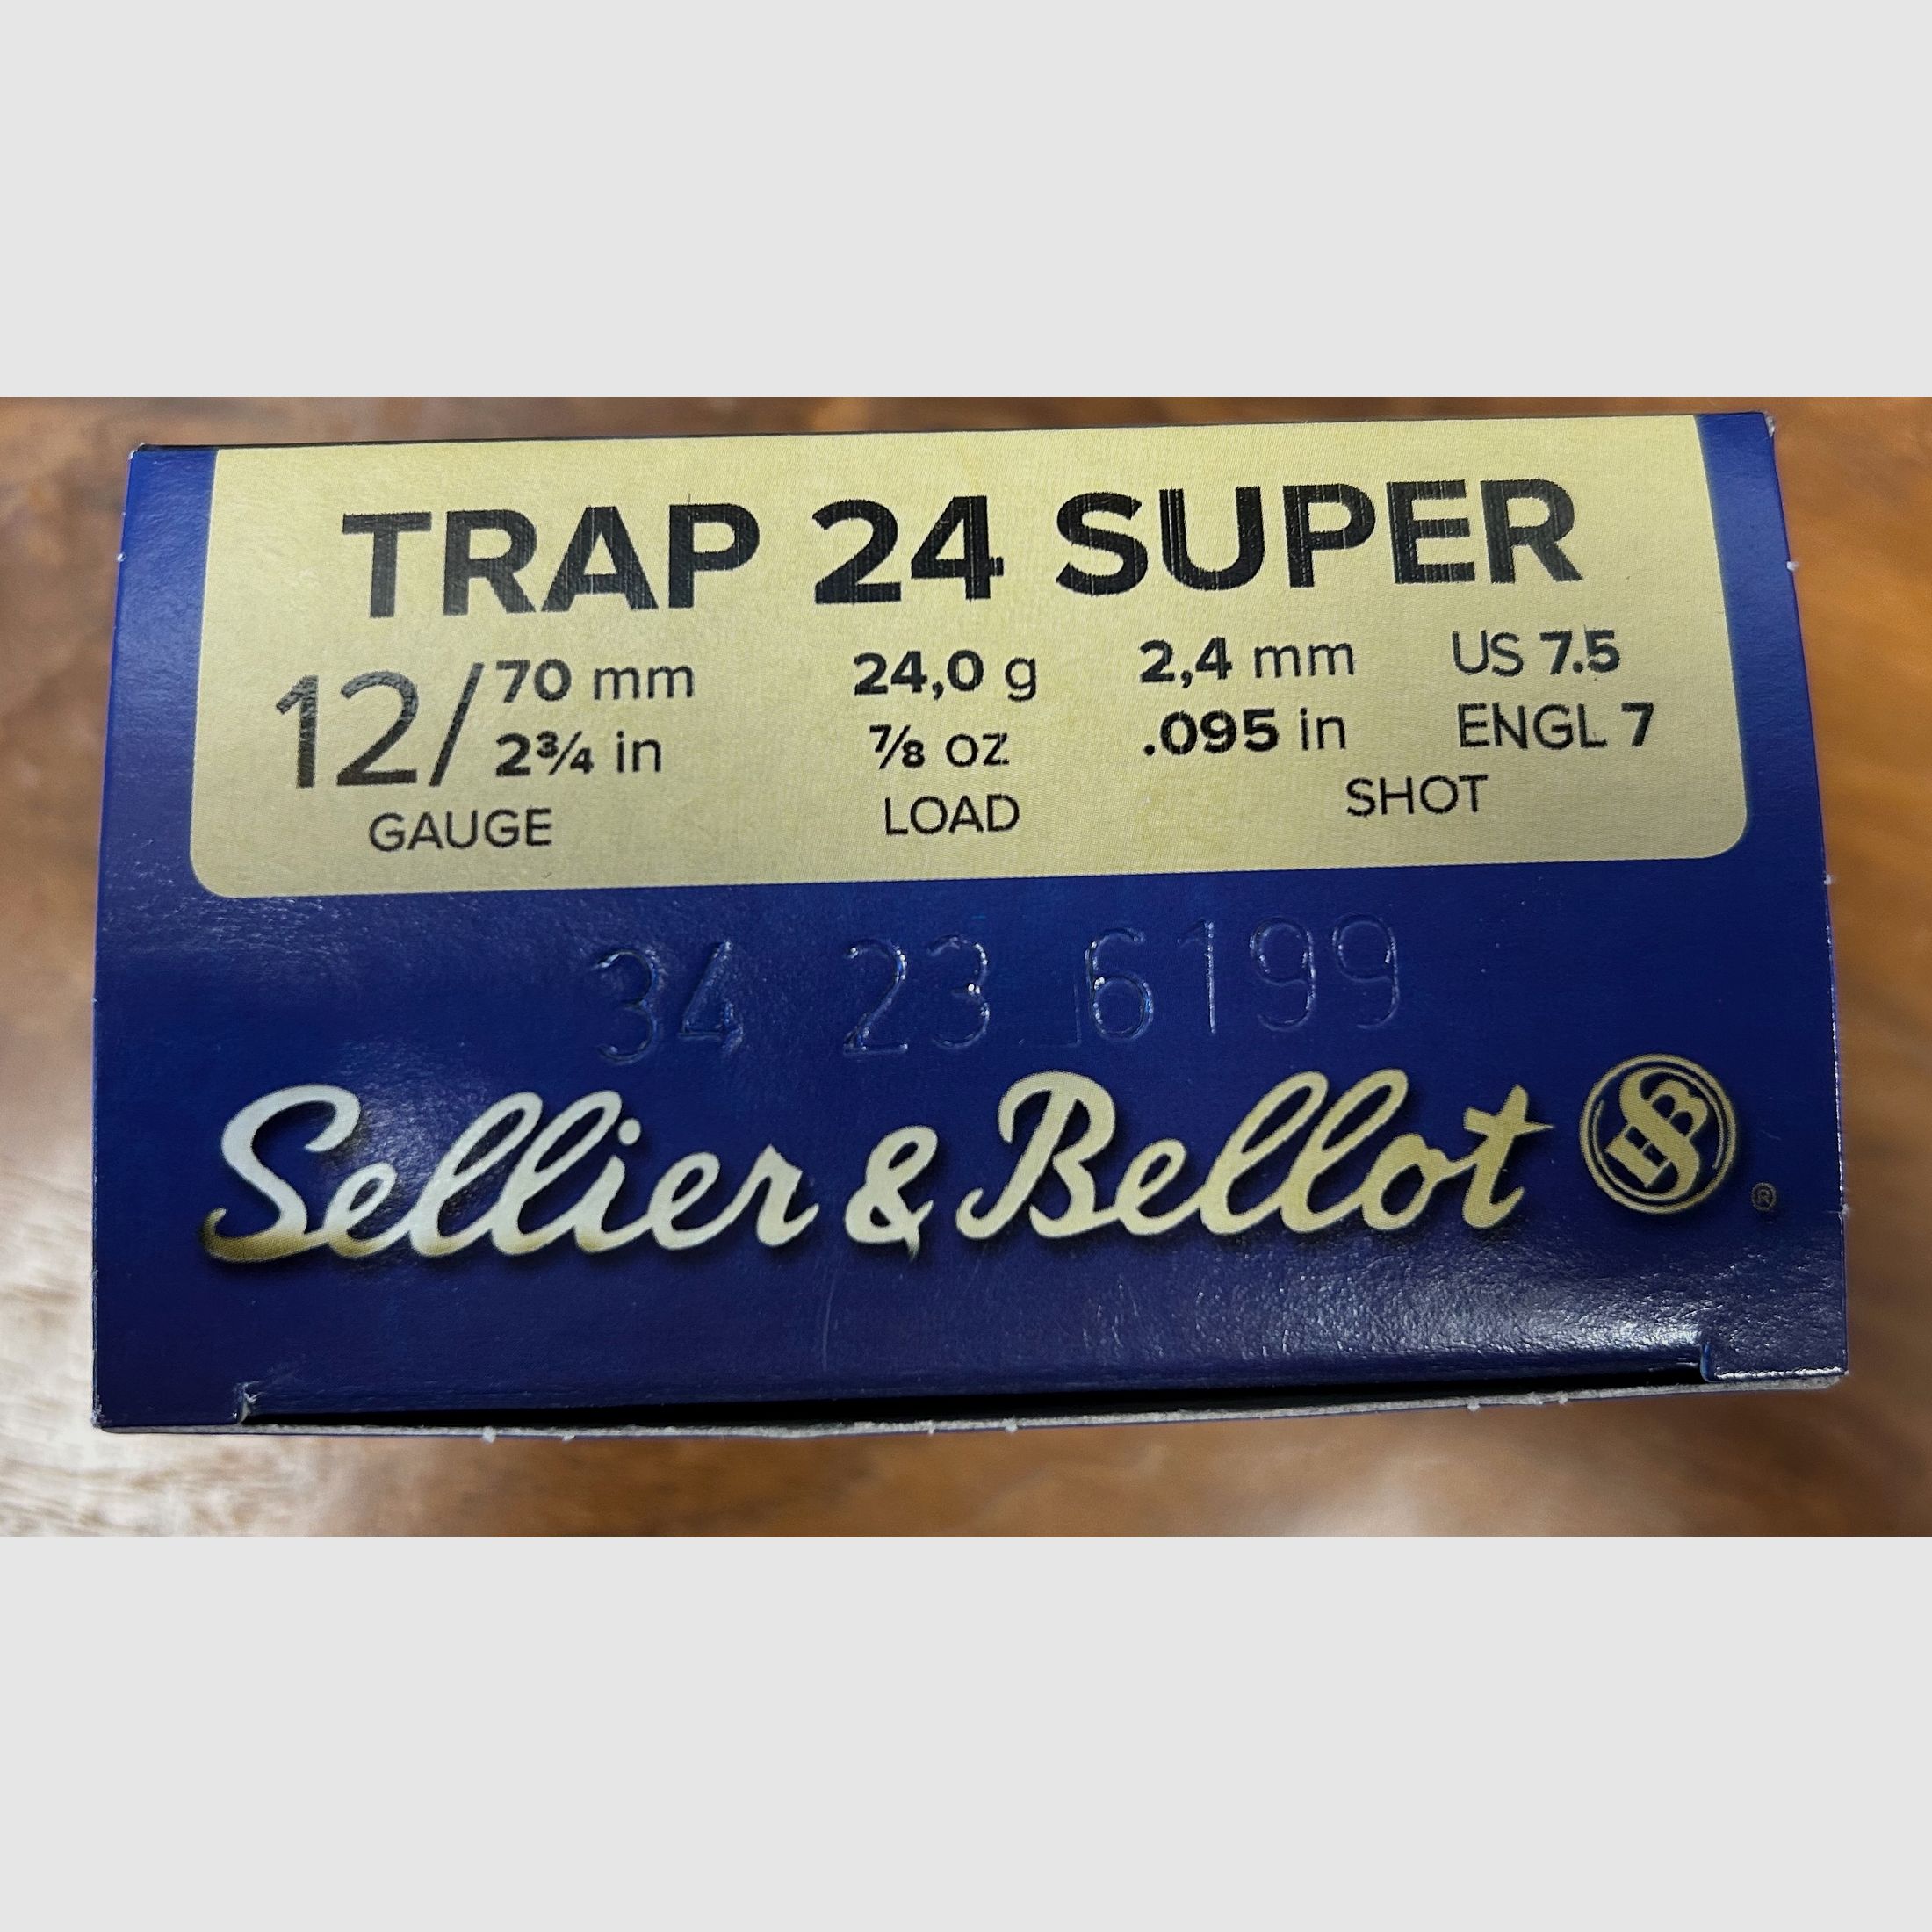 TRAP 24 SUPER
12/ 70 mm 24,0 g 2,4 mm US 7.5
2¾ in ⅞ oz .095 in ENGL 7
GAUGE LOAD SHOT
34 23 6199
Sellier & Bellot SB ®